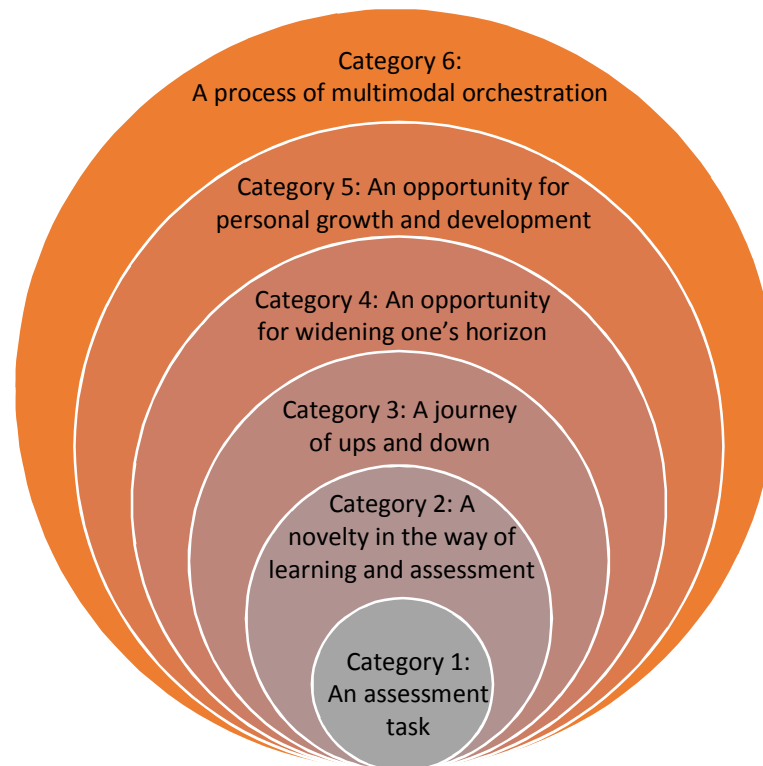 Category 6:
A process of multimodal orchestration
Category 5: An opportunity for
personal growth and development
Category 4: An opportunity
for widening one’s horizon
Category 3: A journey
of ups and down
Category 2: A
novelty in the way of
learning and assessment
Category 1:
An assessment
task